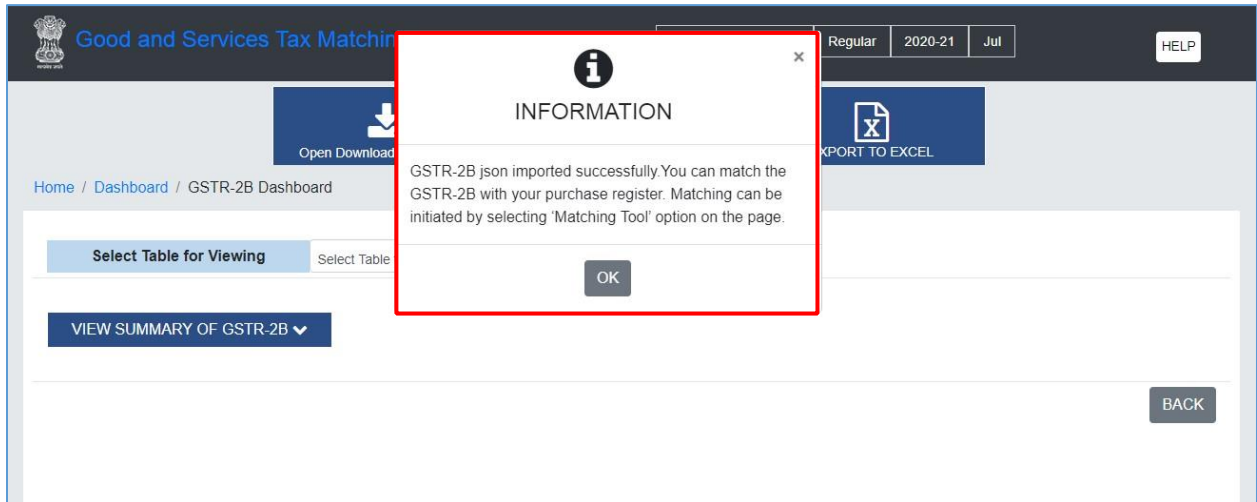 Good and Services Tax Matchin
Regular 2020-21 Jul
HELP
INFORMATION
×
Open Download
XPORT TO EXCEL
Home / Dashboard / GSTR-2B Dashboard
GSTR-2B json imported successfully.You can match the
GSTR-2B with your purchase register. Matching can be
initiated by selecting ‘Matching Tool’ option on the page.
OK
Select Table for Viewing
Select Table
VIEW SUMMARY OF GSTR-2B
BACK